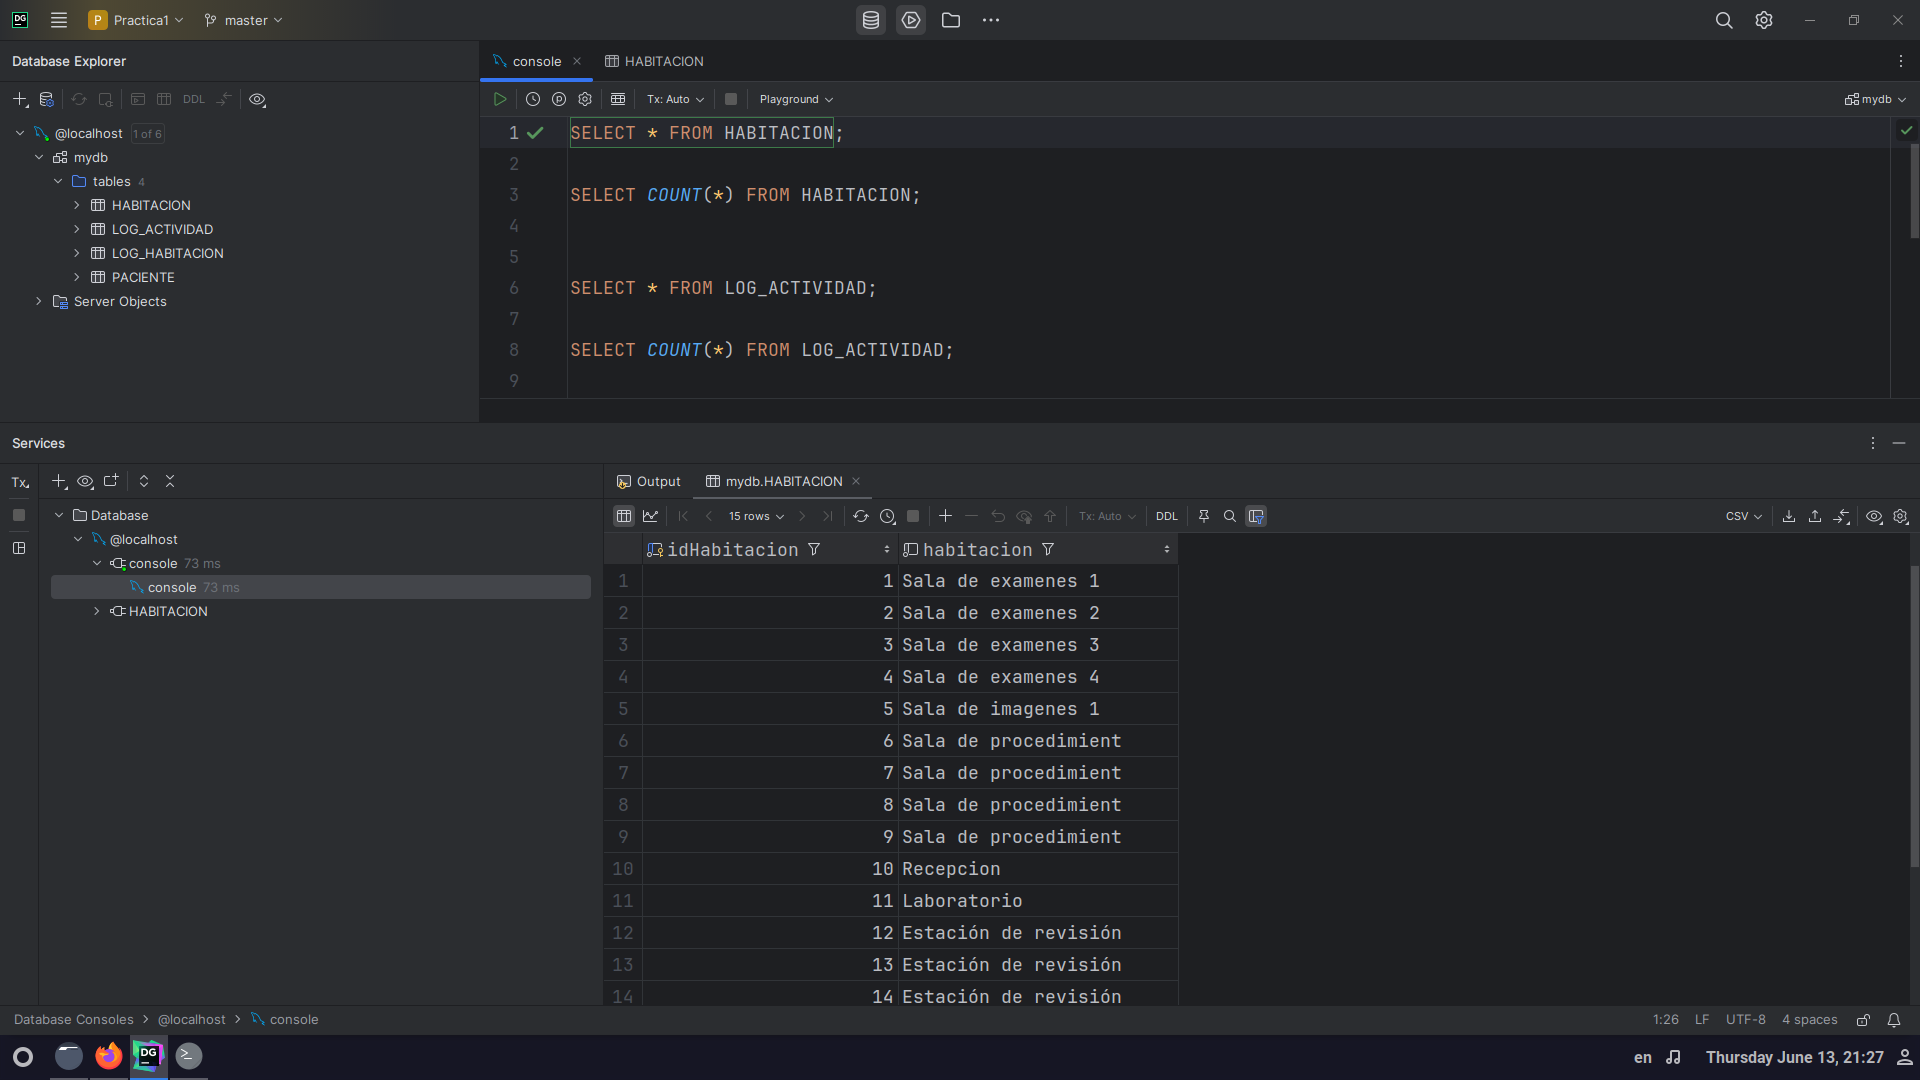 DG
P Practica1
master
Database Explorer
DDL
@localhost 1 of 6
mydb
tables 4
HABITACION
LOG_ACTIVIDAD
LOG_HABITACION
PACIENTE
Server Objects
console
HABITACION
P
Tx: Auto
Playground
mydb
1 SELECT * FROM HABITACION;
2
3 SELECT COUNT(*) FROM HABITACION;
4
5
6 SELECT * FROM LOG_ACTIVIDAD;
7
8 SELECT COUNT(*) FROM LOG_ACTIVIDAD;
9
Services
Tx
Database
@localhost
console 73 ms
console 73 ms
HABITACION
Output
mydb.HABITACION
15 rows
Tx: Auto
DDL
CSV
idHabitacion habitacion
1 1 Sala de examenes 1
2 2 Sala de examenes 2
3 3 Sala de examenes 3
4 4 Sala de examenes 4
5 5 Sala de imagenes 1
6 6 Sala de procedimient
7 7 Sala de procedimient
8 8 Sala de procedimient
9 9 Sala de procedimient
10 10 Recepcion
11 11 Laboratorio
12 12 Estación de revisión
13 13 Estación de revisión
14 14 Estación de revisión
Database Consoles > @localhost > console
1:26 LF UTF-8 4 spaces
DG
en
Thursday June 13, 21:27